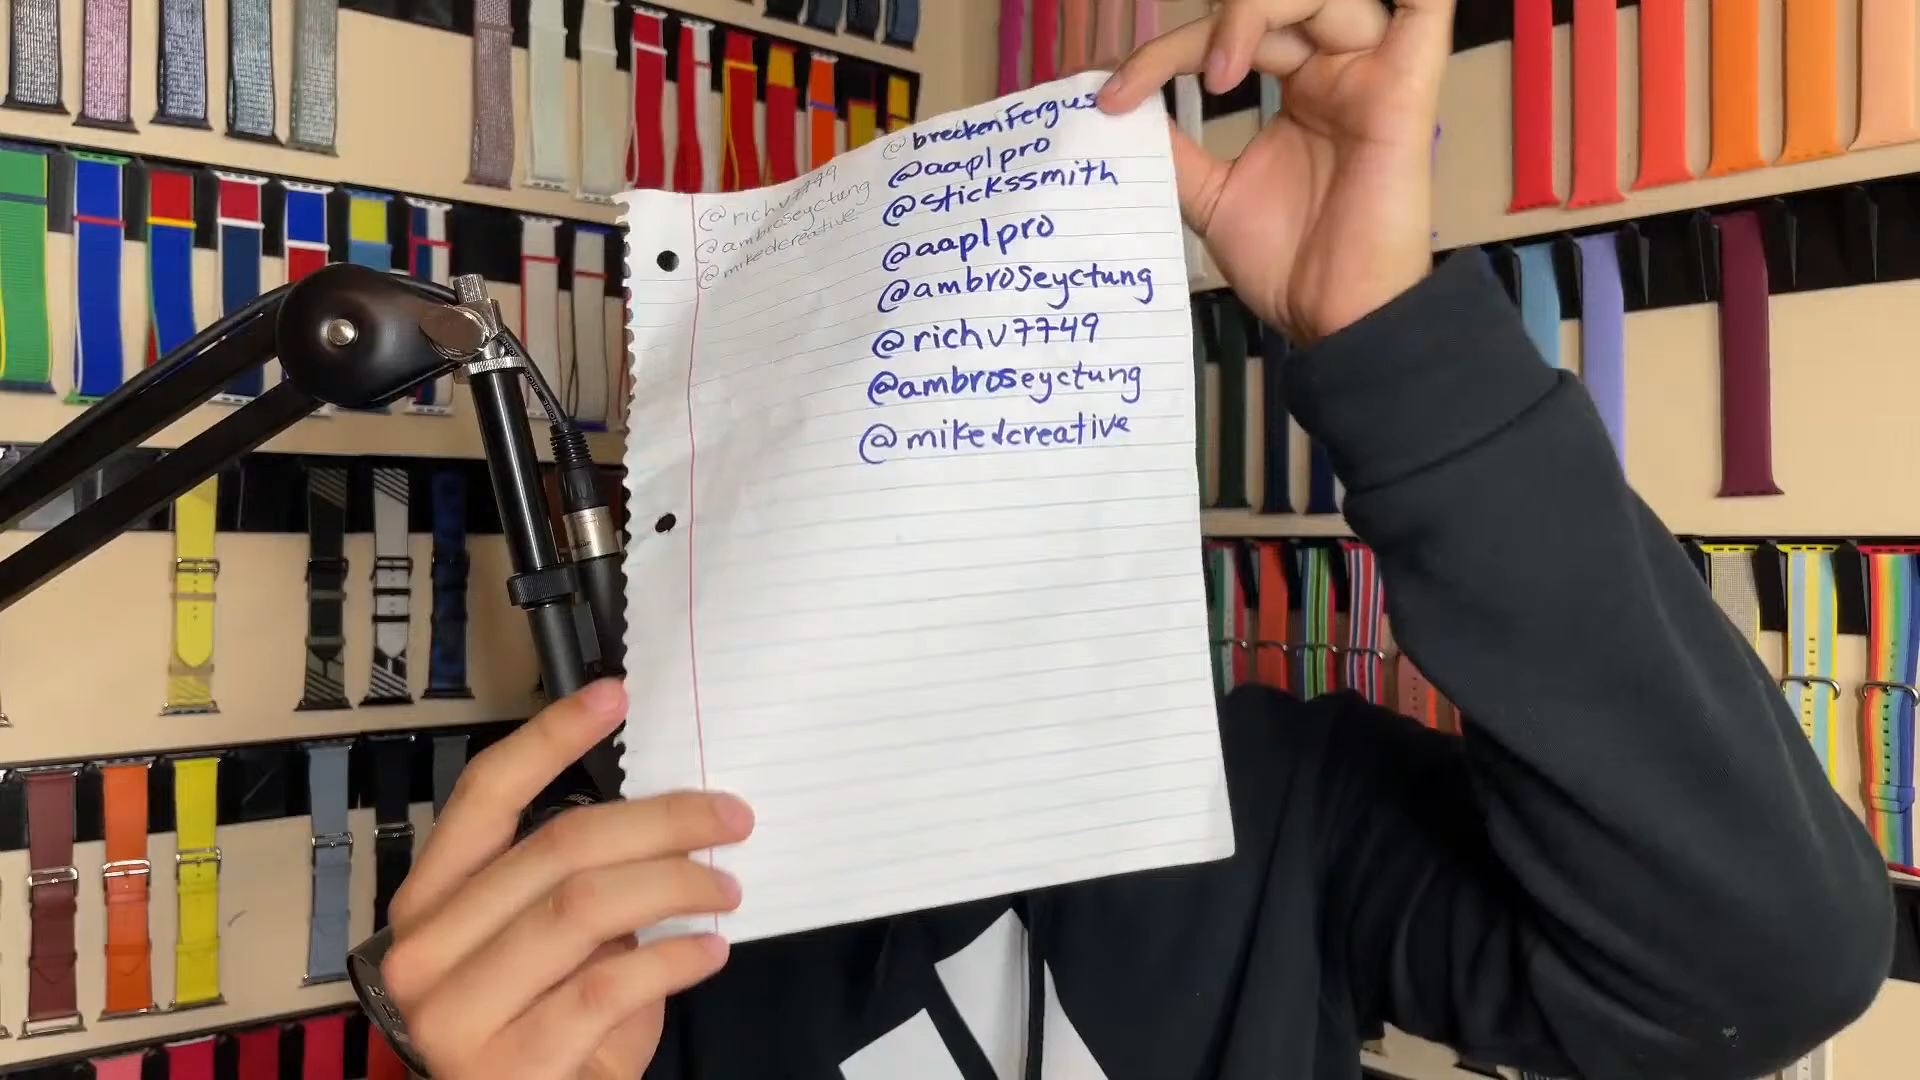 @richv7749
@ambroseyctung
@mikedcreative
@breckenFergus
@aaplpro
@stickssmith
@aaplpro
@ambroseyctung
@richv7749
@ambroseyctung
@mikedcreative